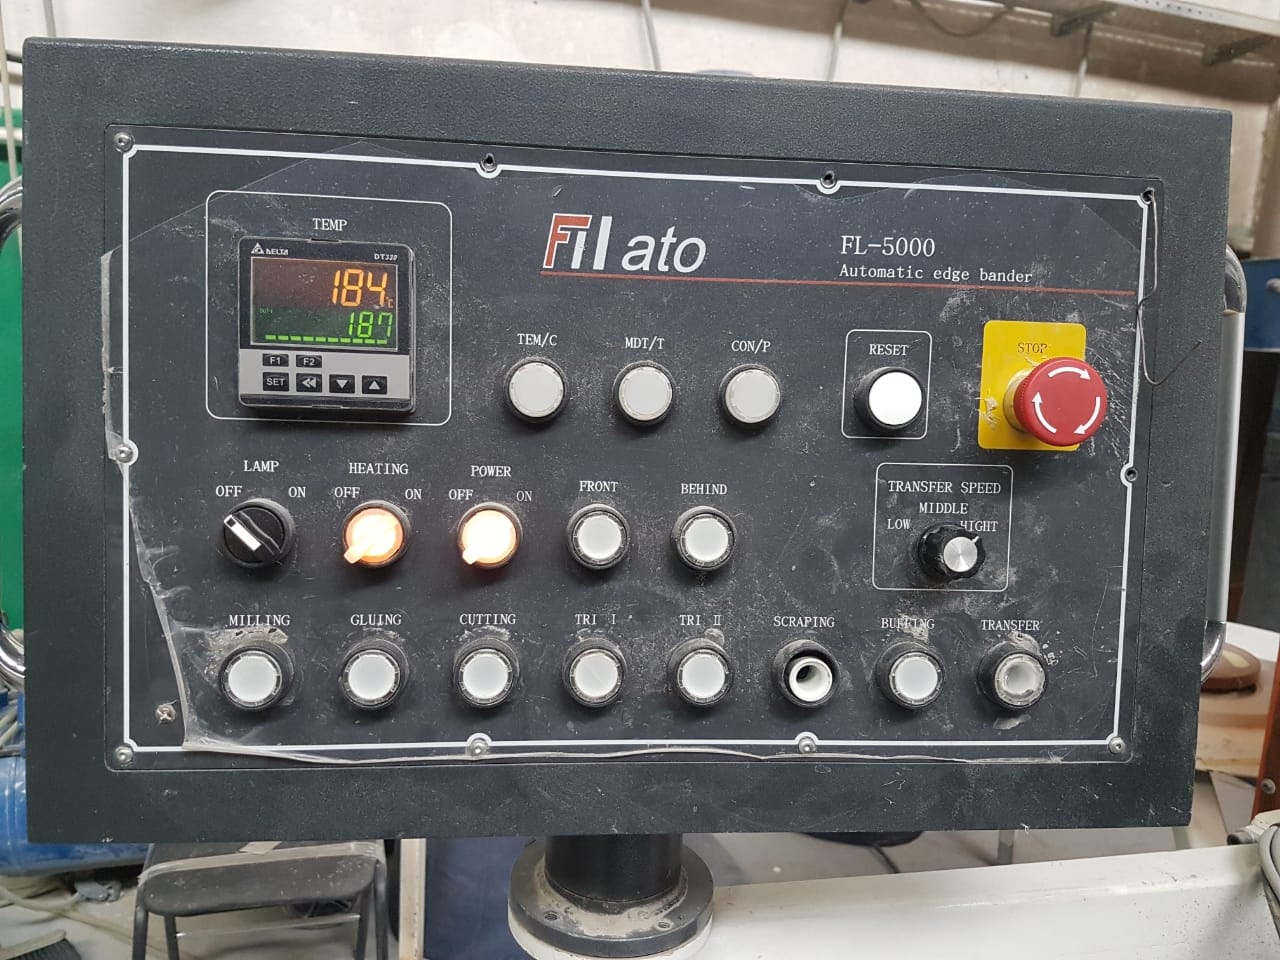 TEMP
DELTA
DT330
184 °C
OUT1
187
F1 F2
SET
Filato
FL-5000
Automatic edge bander
TEM/C MDT/T CON/P RESET STOP
LAMP HEATING POWER FRONT BEHIND
OFF ON OFF ON OFF ON
TRANSFER SPEED
MIDDLE
LOW HIGHT
MILLING GLUING CUTTING TRI I TRI II SCRAPING BUFFING TRANSFER